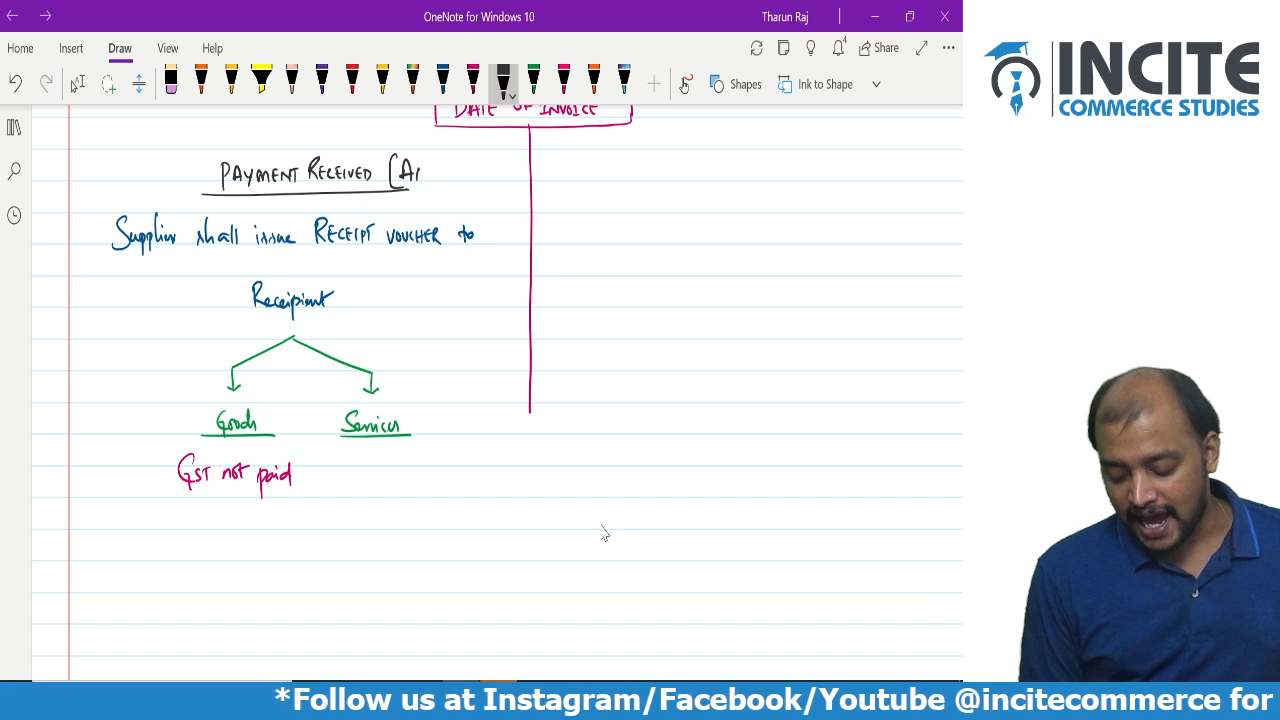 OneNote for Windows 10
Tharun Raj
Home Insert Draw View Help
4
Share
Shapes
Ink to Shape
INCITE
COMMERCE STUDIES
DATE OF INVOICE
PAYMENT RECEIVED (A
Supplier shall issue RECEIPT VOUCHER to
Receipient
Goods Services
GST not paid
*Follow us at Instagram/Facebook/Youtube @incitecommerce for